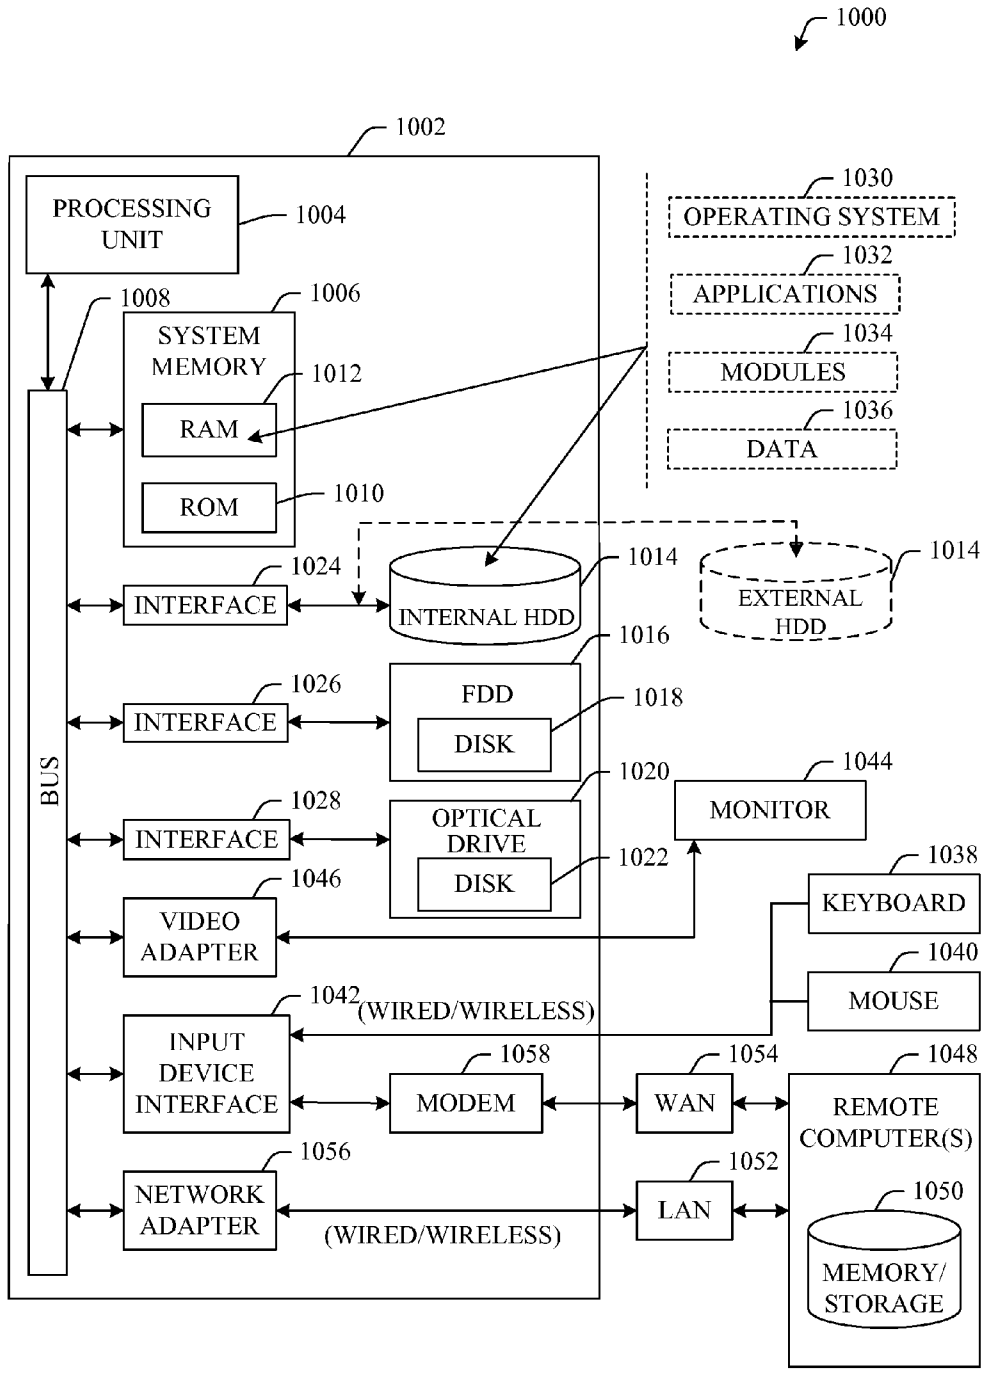 1000
1002
PROCESSING
UNIT
1004
1008
1006
SYSTEM
MEMORY
1012
RAM
1010
ROM
1030
OPERATING SYSTEM
1032
APPLICATIONS
1034
MODULES
1036
DATA
1024
INTERFACE
1014
INTERNAL HDD
1014
EXTERNAL
HDD
1016
FDD
1026
INTERFACE
1018
DISK
BUS
1020
OPTICAL
DRIVE
1028
INTERFACE
1022
DISK
1044
MONITOR
1046
VIDEO
ADAPTER
1038
KEYBOARD
1040
MOUSE
1042
(WIRED/WIRELESS)
INPUT
DEVICE
INTERFACE
1058
MODEM
1054
WAN
1048
REMOTE
COMPUTER(S)
1056
NETWORK
ADAPTER
(WIRED/WIRELESS)
1052
LAN
1050
MEMORY/
STORAGE